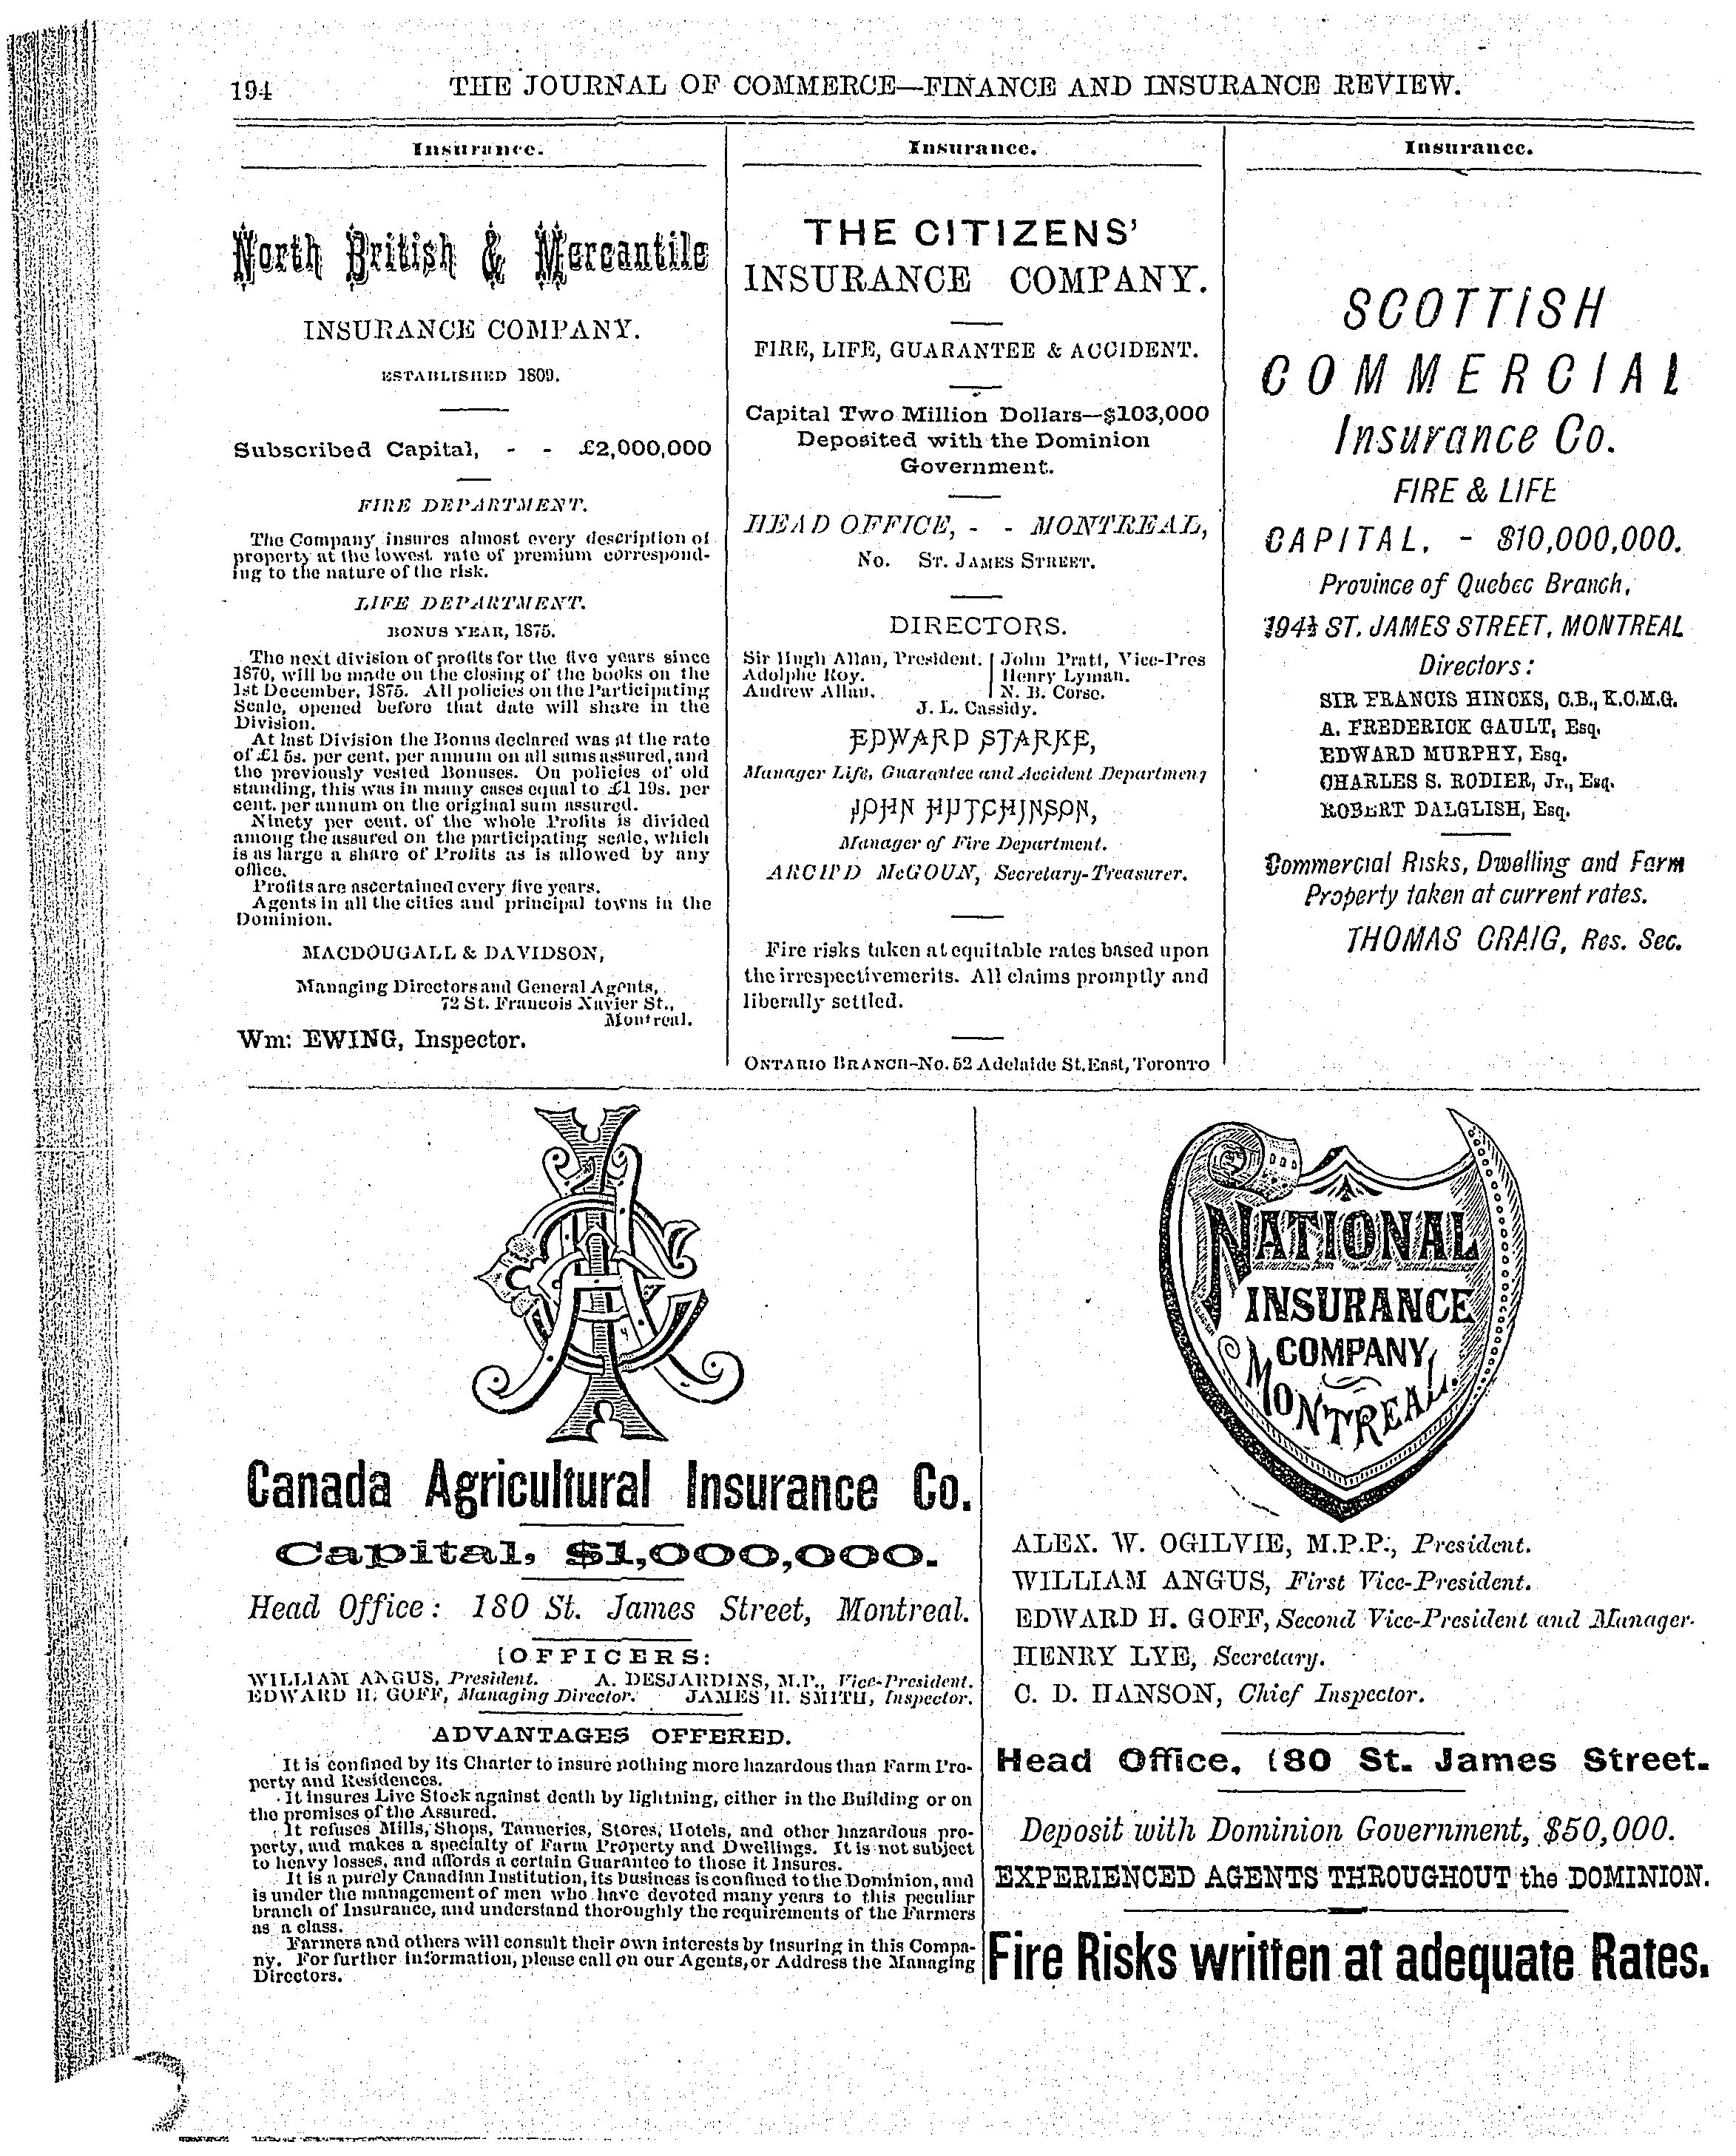 194 THE JOURNAL OF COMMERCE—FINANCE AND INSURANCE REVIEW.
Insurance.
North British & Mercantile
INSURANCE COMPANY.
ESTABLISHED 1809.
Subscribed Capital, - - £2,000,000
FIRE DEPARTMENT.
The Company insures almost every description of
property at the lowest rate of premium correspond-
ing to the nature of the risk.
LIFE DEPARTMENT.
BONUS YEAR, 1875.
The next division of profits for the five years since
1870, will be made on the closing of the books on the
1st December, 1875. All policies on the Participating
Scale, opened before that date will share in the
Division.
At last Division the Bonus declared was at the rate
of £1 5s. per cent. per annum on all sums assured, and
the previously vested Bonuses. On policies of old
standing, this was in many cases equal to £1 19s. per
cent. per annum on the original sum assured.
Ninety per cent. of the whole Profits is divided
among the assured on the participating scale, which
is as large a share of Profits as is allowed by any
office.
Profits are ascertained every five years.
Agents in all the cities and principal towns in the
Dominion.
MACDOUGALL & DAVIDSON,
Managing Directors and General Agents,
72 St. Francois Xavier St.,
Montreal.
Wm: EWING, Inspector.
Insurance.
THE CITIZENS'
INSURANCE COMPANY.
FIRE, LIFE, GUARANTEE & ACCIDENT.
Capital Two Million Dollars—$103,000
Deposited with the Dominion
Government.
HEAD OFFICE, - - MONTREAL,
No. ST. JAMES STREET.
DIRECTORS.
Sir Hugh Allan, President. John Pratt, Vice-Pres
Adolphe Roy. Henry Lyman.
Andrew Allan. N. B. Corse.
J. L. Cassidy.
EDWARD STARKE,
Manager Life, Guarantee and Accident Department
JOHN HUTCHINSON,
Manager of Fire Department.
ARCH'D McGOUN, Secretary-Treasurer.
Fire risks taken at equitable rates based upon
the irrespectivemerits. All claims promptly and
liberally settled.
ONTARIO BRANCH—No. 52 Adelaide St. East, TORONTO
Insurance.
SCOTTISH
COMMERCIAL
Insurance Co.
FIRE & LIFE
CAPITAL, - $10,000,000.
Province of Quebec Branch,
194½ ST. JAMES STREET, MONTREAL
Directors:
SIR FRANCIS HINCKS, C.B., K.C.M.G.
A. FREDERICK GAULT, Esq.
EDWARD MURPHY, Esq.
CHARLES S. RODIER, Jr., Esq.
ROBERT DALGLISH, Esq.
Commercial Risks, Dwelling and Farm
Property taken at current rates.
THOMAS CRAIG, Res. Sec.
Canada Agricultural Insurance Co.
Capital, $1,000,000.
Head Office: 180 St. James Street, Montreal.
OFFICERS:
WILLIAM ANGUS, President. A. DESJARDINS, M.P., Vice-President.
EDWARD H. GOFF, Managing Director. JAMES H. SMITH, Inspector.
ADVANTAGES OFFERED.
It is confined by its Charter to insure nothing more hazardous than Farm Pro-
perty and Residences.
It insures Live Stock against death by lightning, either in the Building or on
the premises of the Assured.
It refuses Mills, Shops, Tanneries, Stores, Hotels, and other hazardous pro-
perty, and makes a specialty of Farm Property and Dwellings. It is not subject
to heavy losses, and affords a certain Guarantee to those it Insures.
It is a purely Canadian Institution, its business is confined to the Dominion, and
is under the management of men who have devoted many years to this peculiar
branch of Insurance, and understand thoroughly the requirements of the Farmers
as a class.
Farmers and others will consult their own interests by Insuring in this Compa-
ny. For further information, please call on our Agents, or Address the Managing
Directors.
NATIONAL
INSURANCE
COMPANY,
MONTREAL.
ALEX. W. OGILVIE, M.P.P., President.
WILLIAM ANGUS, First Vice-President.
EDWARD H. GOFF, Second Vice-President and Manager.
HENRY LYE, Secretary.
C. D. HANSON, Chief Inspector.
Head Office, 180 St. James Street.
Deposit with Dominion Government, $50,000.
EXPERIENCED AGENTS THROUGHOUT the DOMINION.
Fire Risks written at adequate Rates.